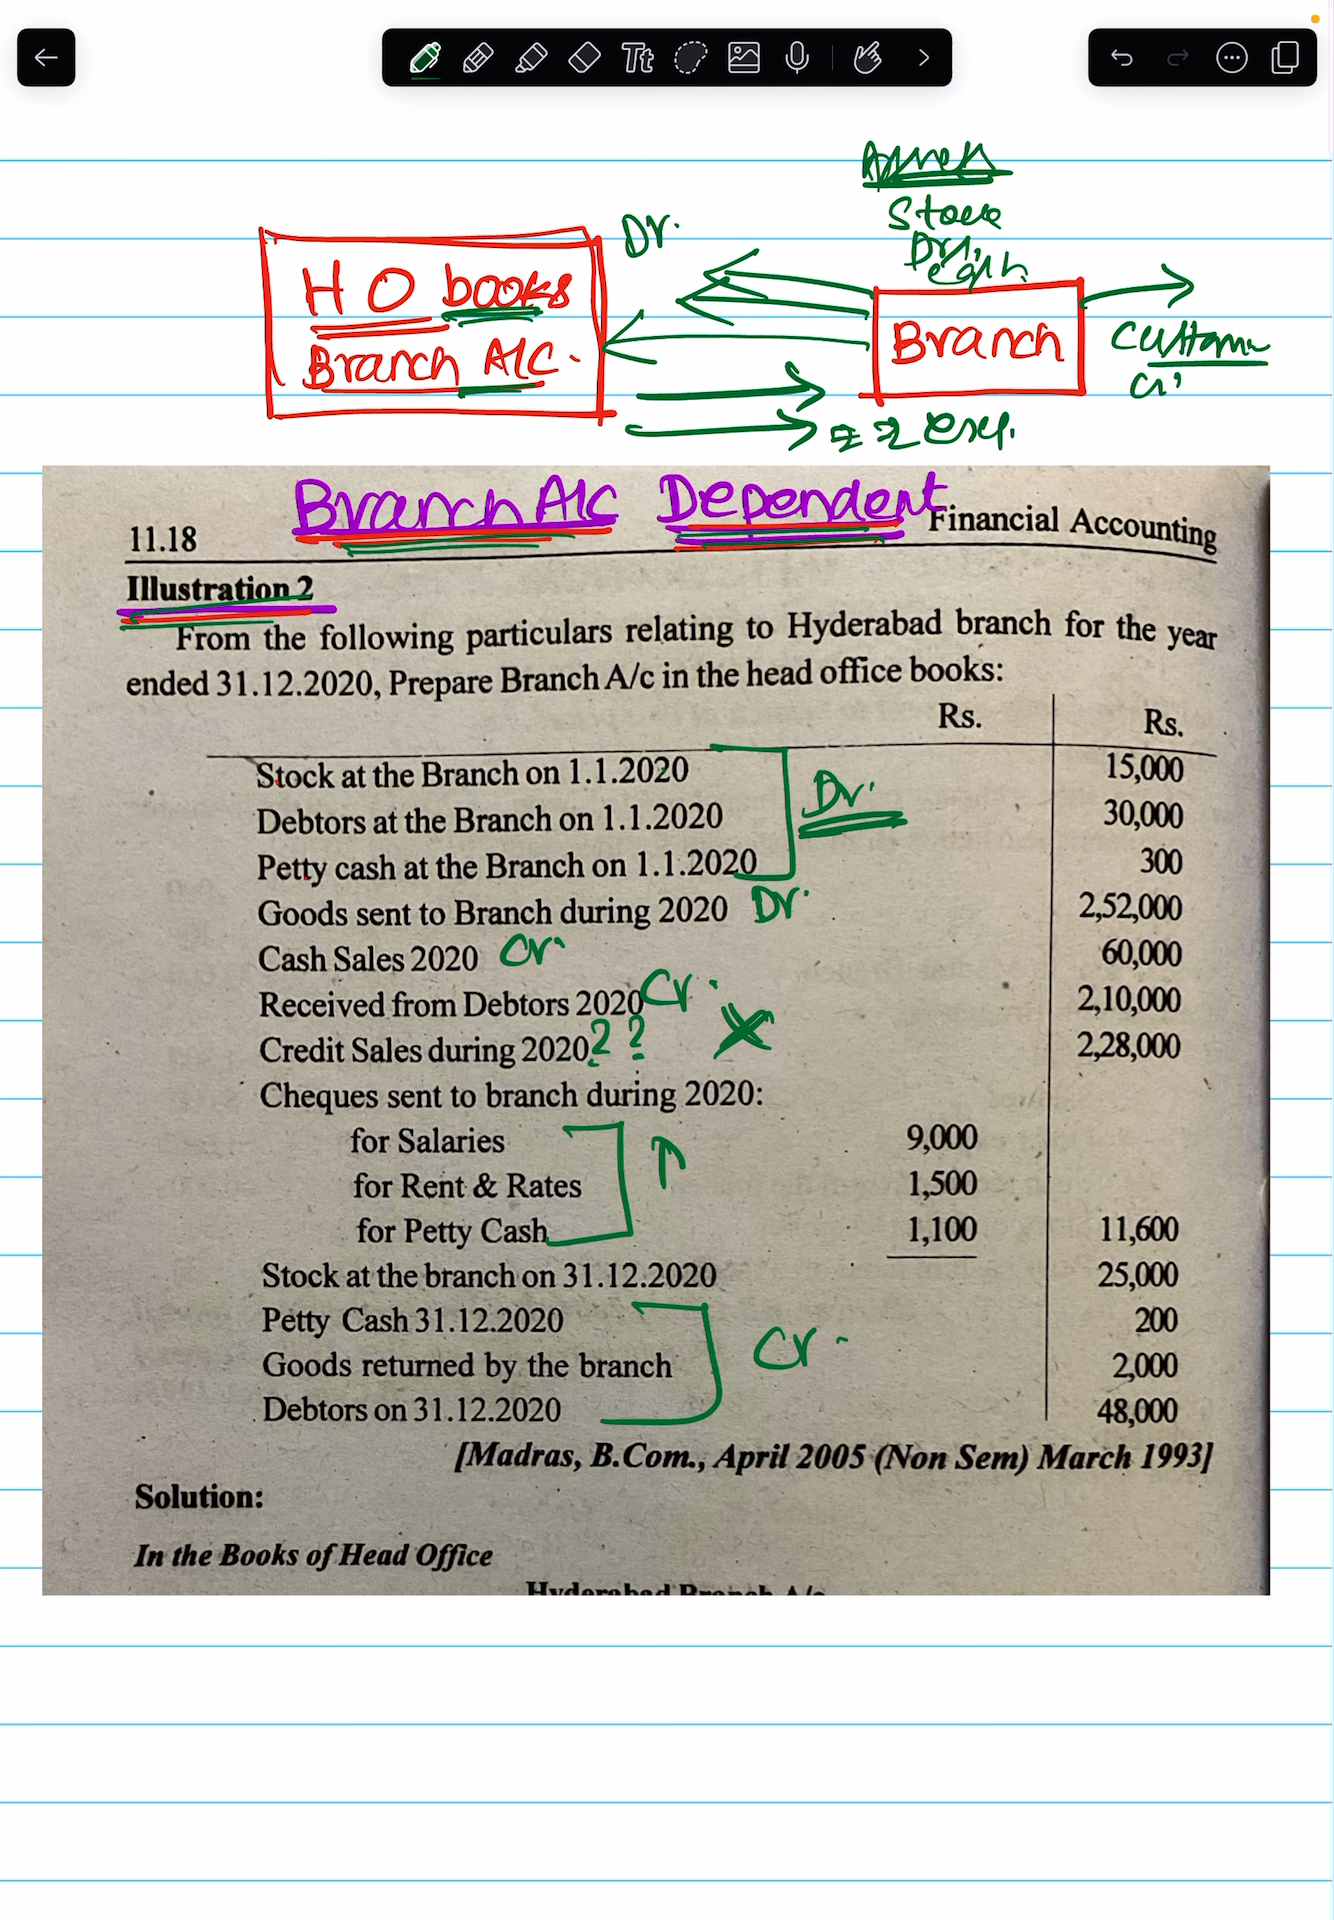 Stock
Dr.
HO books
Branch A/C.
Branch
Customer
exp.
Branch A/c Dependent
11.18
Financial Accounting
Illustration 2
From the following particulars relating to Hyderabad branch for the year
ended 31.12.2020, Prepare Branch A/c in the head office books:
Rs. Rs.
Stock at the Branch on 1.1.2020 15,000
Dr.
Debtors at the Branch on 1.1.2020 30,000
Petty cash at the Branch on 1.1.2020 300
Goods sent to Branch during 2020 Dr. 2,52,000
Cash Sales 2020 Cr. 60,000
Received from Debtors 2020 Cr. 2,10,000
Credit Sales during 2020 ?? X 2,28,000
Cheques sent to branch during 2020:
for Salaries 9,000
for Rent & Rates 1,500
for Petty Cash 1,100 11,600
Stock at the branch on 31.12.2020 25,000
Petty Cash 31.12.2020 200
Cr.
Goods returned by the branch 2,000
Debtors on 31.12.2020 48,000
[Madras, B.Com., April 2005 (Non Sem) March 1993]
Solution:
In the Books of Head Office
Hyderabad Branch A/c